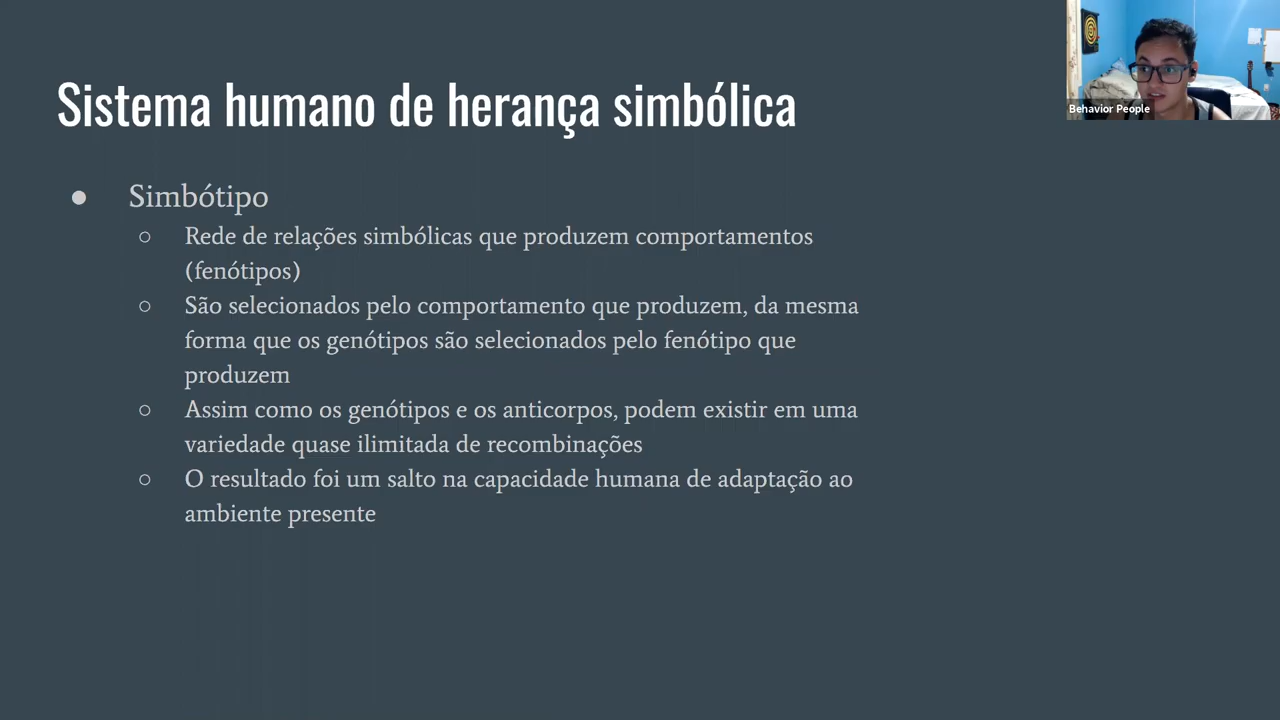 Sistema humano de herança simbólica
Behavior People
● Simbótipo
○ Rede de relações simbólicas que produzem comportamentos
(fenótipos)
○ São selecionados pelo comportamento que produzem, da mesma
forma que os genótipos são selecionados pelo fenótipo que
produzem
○ Assim como os genótipos e os anticorpos, podem existir em uma
variedade quase ilimitada de recombinações
○ O resultado foi um salto na capacidade humana de adaptação ao
ambiente presente